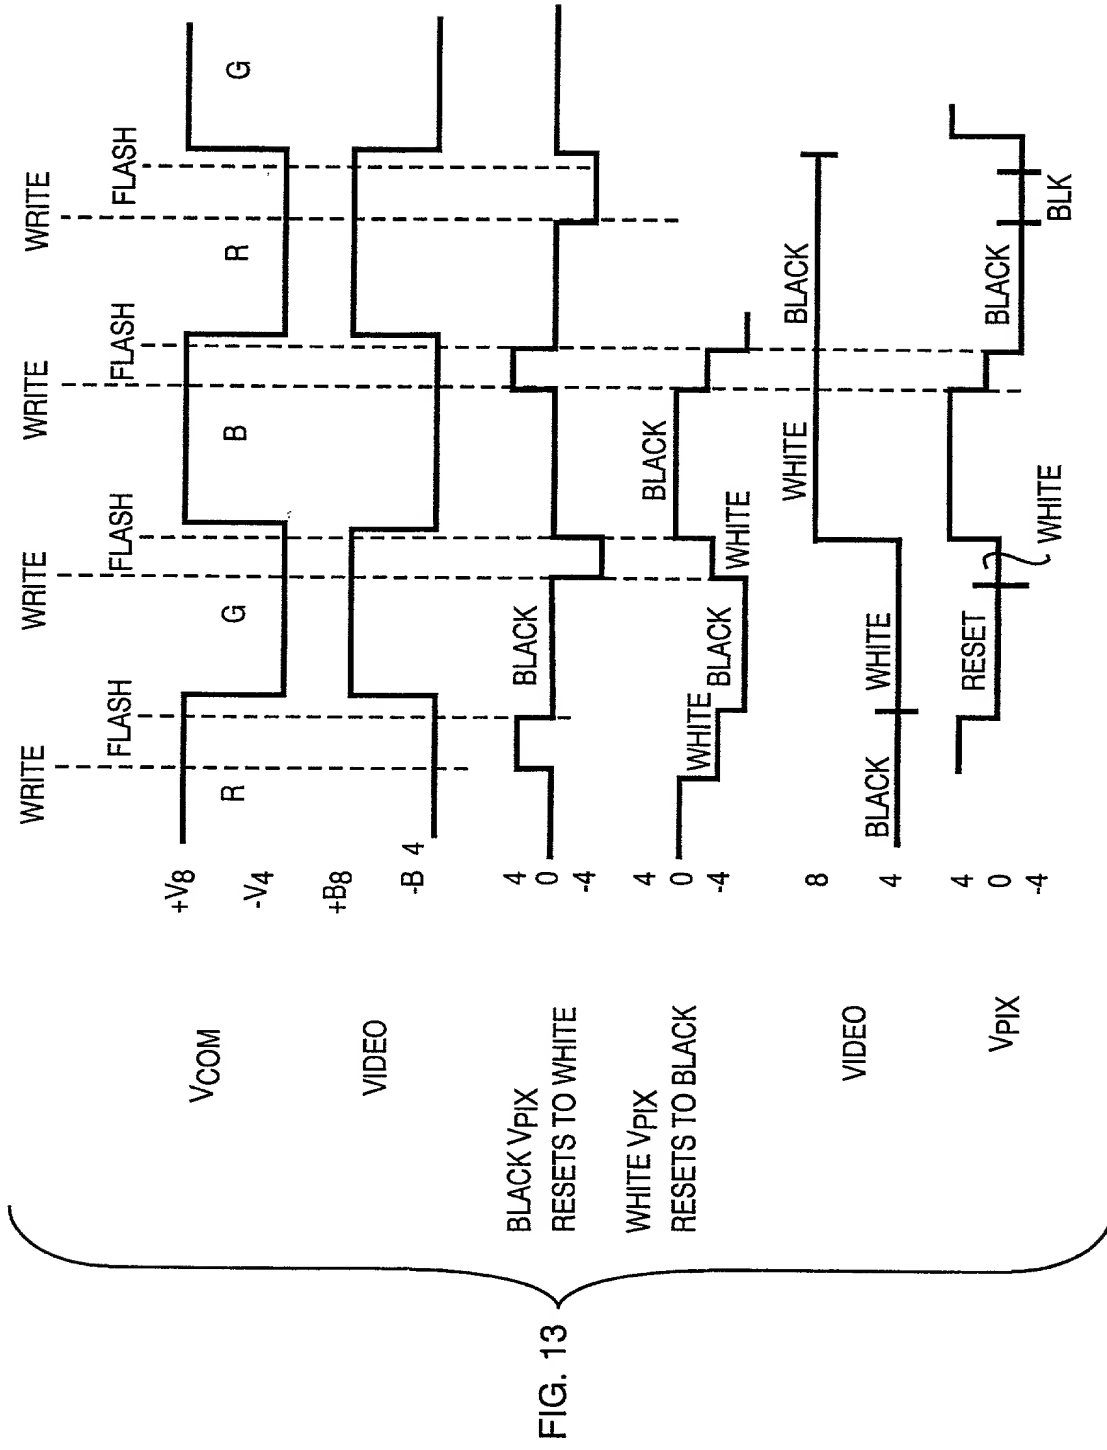 WRITE WRITE WRITE WRITE
FLASH FLASH FLASH FLASH
+V8
-V4
VCOM
R G B R G
+B8
-B 4
VIDEO
BLACK VPIX
RESETS TO WHITE
4
0
-4
BLACK
WHITE VPIX
RESETS TO BLACK
4
0
-4
WHITE BLACK WHITE BLACK
VIDEO
8
4
BLACK WHITE WHITE BLACK
VPIX
4
0
-4
RESET WHITE BLACK BLK
FIG. 13